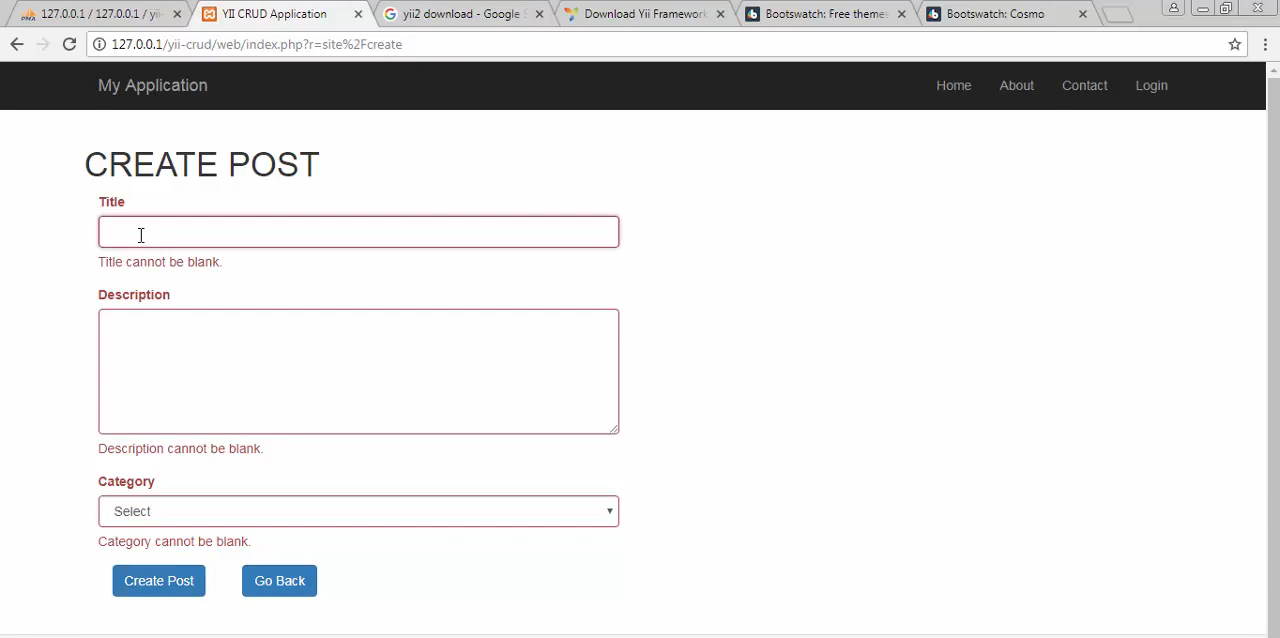 127.0.0.1 / 127.0.0.1 / yii-
YII CRUD Application
yii2 download - Google S
Download Yii Framework
Bootswatch: Free themes
Bootswatch: Cosmo
127.0.0.1/yii-crud/web/index.php?r=site%2Fcreate
My Application
Home
About
Contact
Login
CREATE POST
Title
Title cannot be blank.
Description
Description cannot be blank.
Category
Select
Category cannot be blank.
Create Post
Go Back